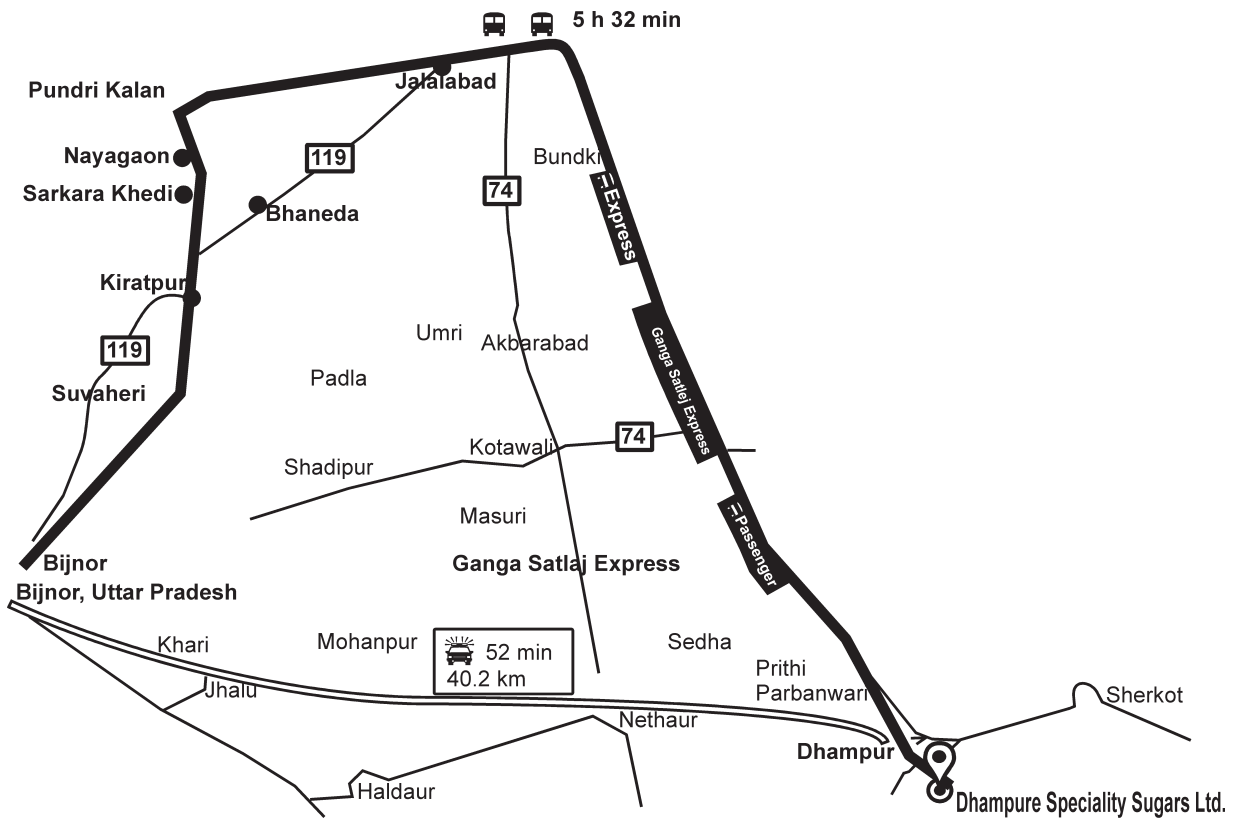 5 h 32 min
Pundri Kalan
Jalalabad
Nayagaon
119
Bundki
Sarkara Khedi
74
Bhaneda
Express
Kiratpur
Umri
Akbarabad
119
Ganga Satlej Express
Padla
Suvaheri
74
Kotawali
Shadipur
Masuri
Passenger
Bijnor
Ganga Satlaj Express
Bijnor, Uttar Pradesh
Khari
Mohanpur
52 min
40.2 km
Sedha
Prithi
Parbanwari
Jhalu
Sherkot
Nethaur
Dhampur
Haldaur
Dhampure Speciality Sugars Ltd.